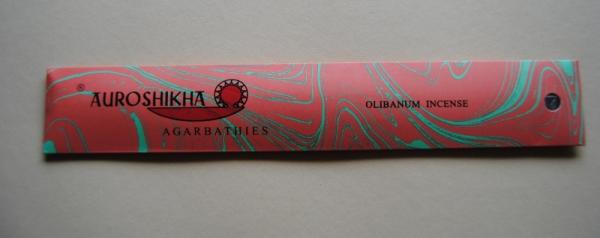 ® AUROSHIKHA
AGARBATHIES
OLIBANUM INCENSE